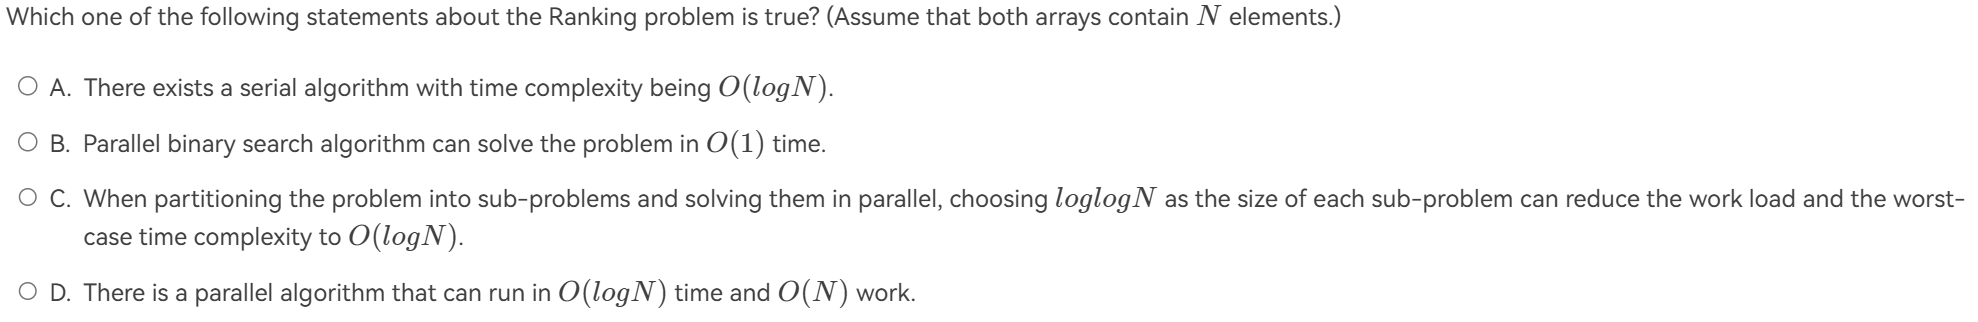 Which one of the following statements about the Ranking problem is true? (Assume that both arrays contain N elements.)
A. There exists a serial algorithm with time complexity being O(logN).
B. Parallel binary search algorithm can solve the problem in O(1) time.
C. When partitioning the problem into sub-problems and solving them in parallel, choosing loglogN as the size of each sub-problem can reduce the work load and the worst-
case time complexity to O(logN).
D. There is a parallel algorithm that can run in O(logN) time and O(N) work.